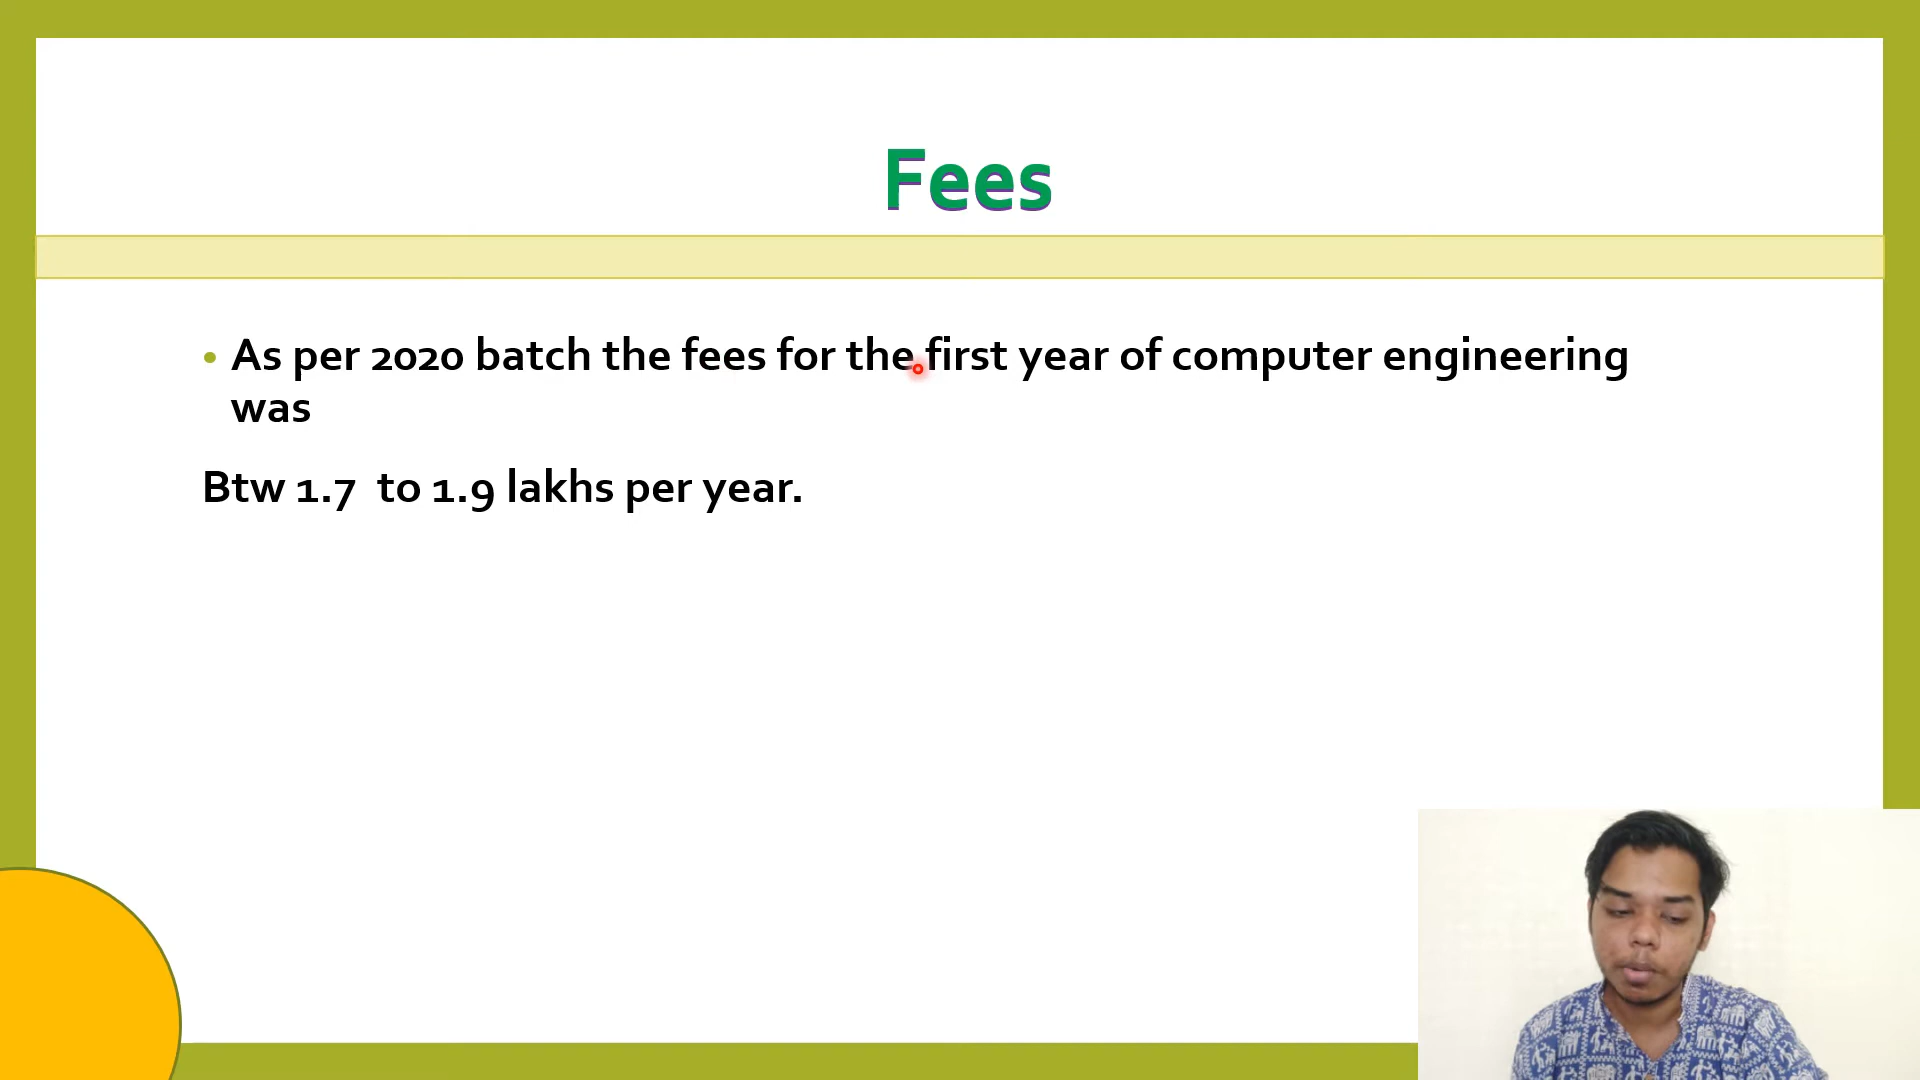 Fees
• As per 2020 batch the fees for the first year of computer engineering
was
Btw 1.7 to 1.9 lakhs per year.